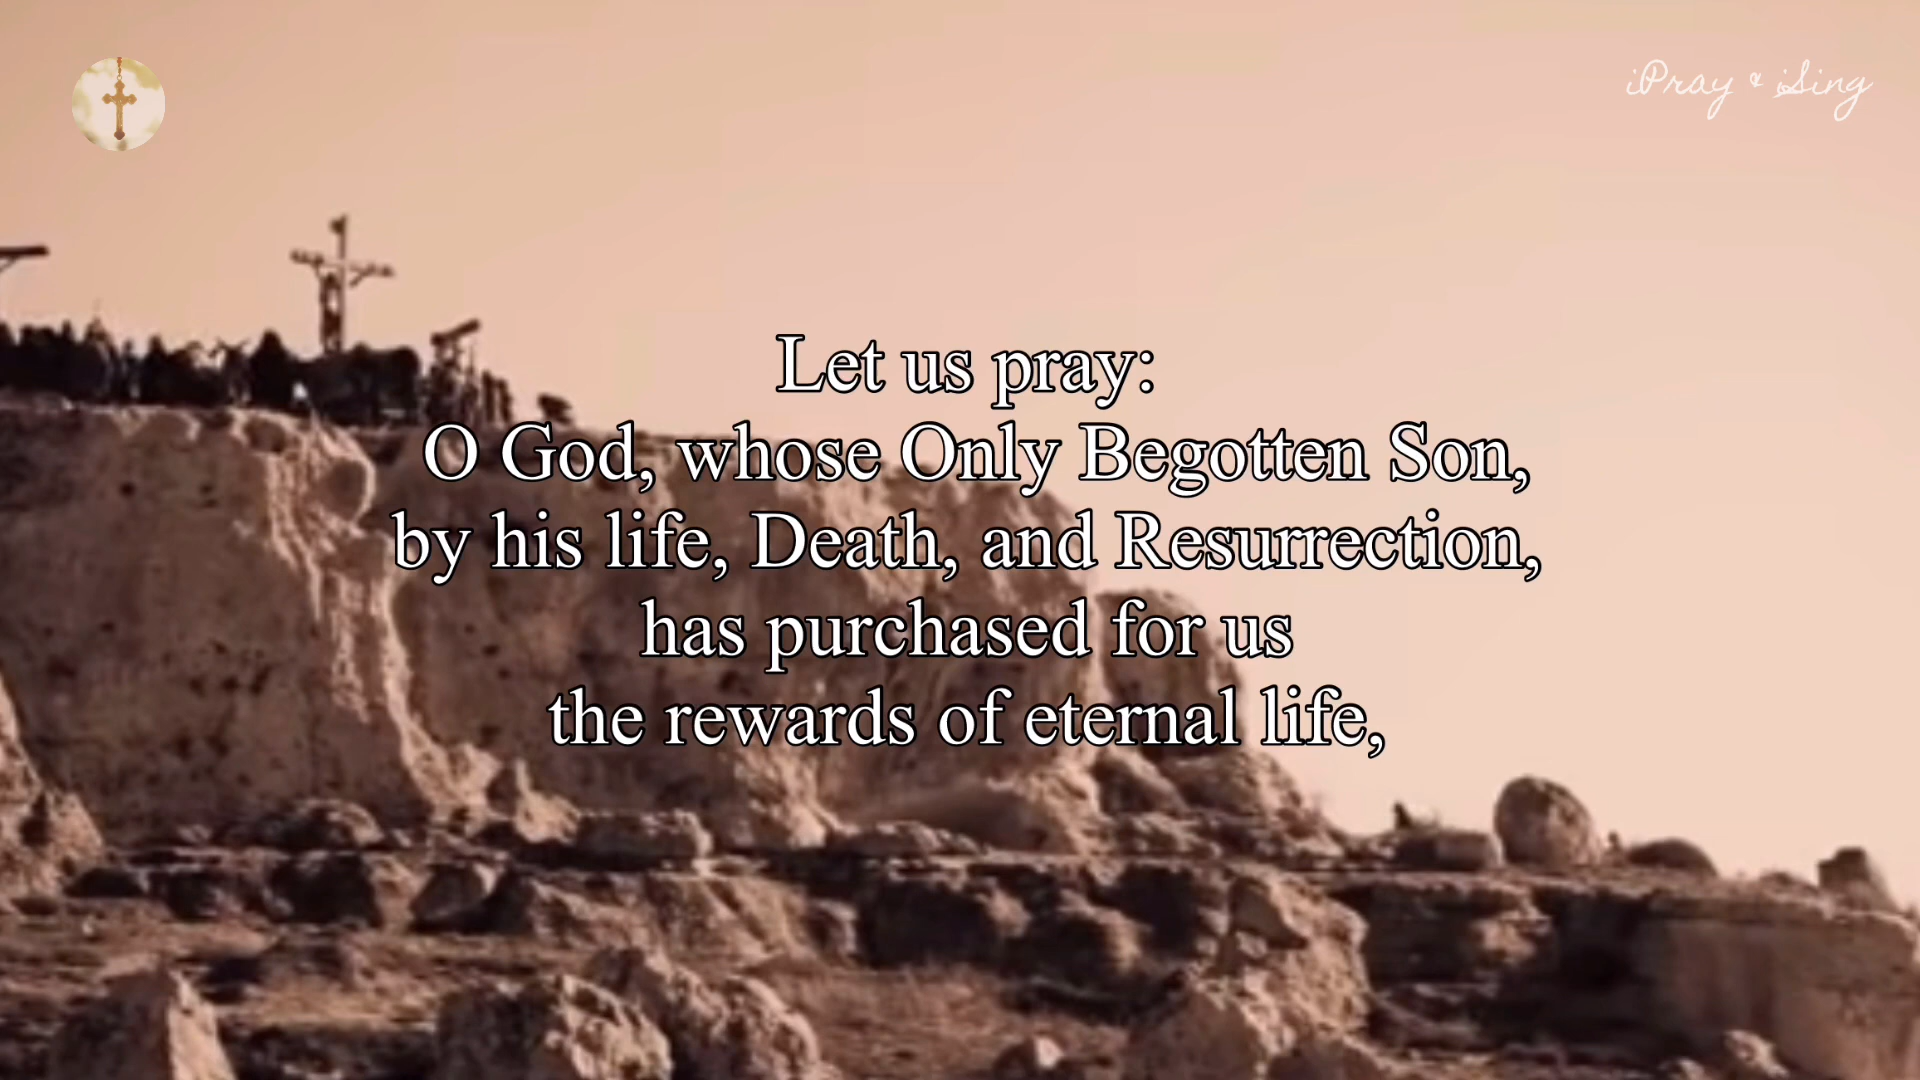 iPray & iSing
Let us pray:
O God, whose Only Begotten Son,
by his life, Death, and Resurrection,
has purchased for us
the rewards of eternal life,